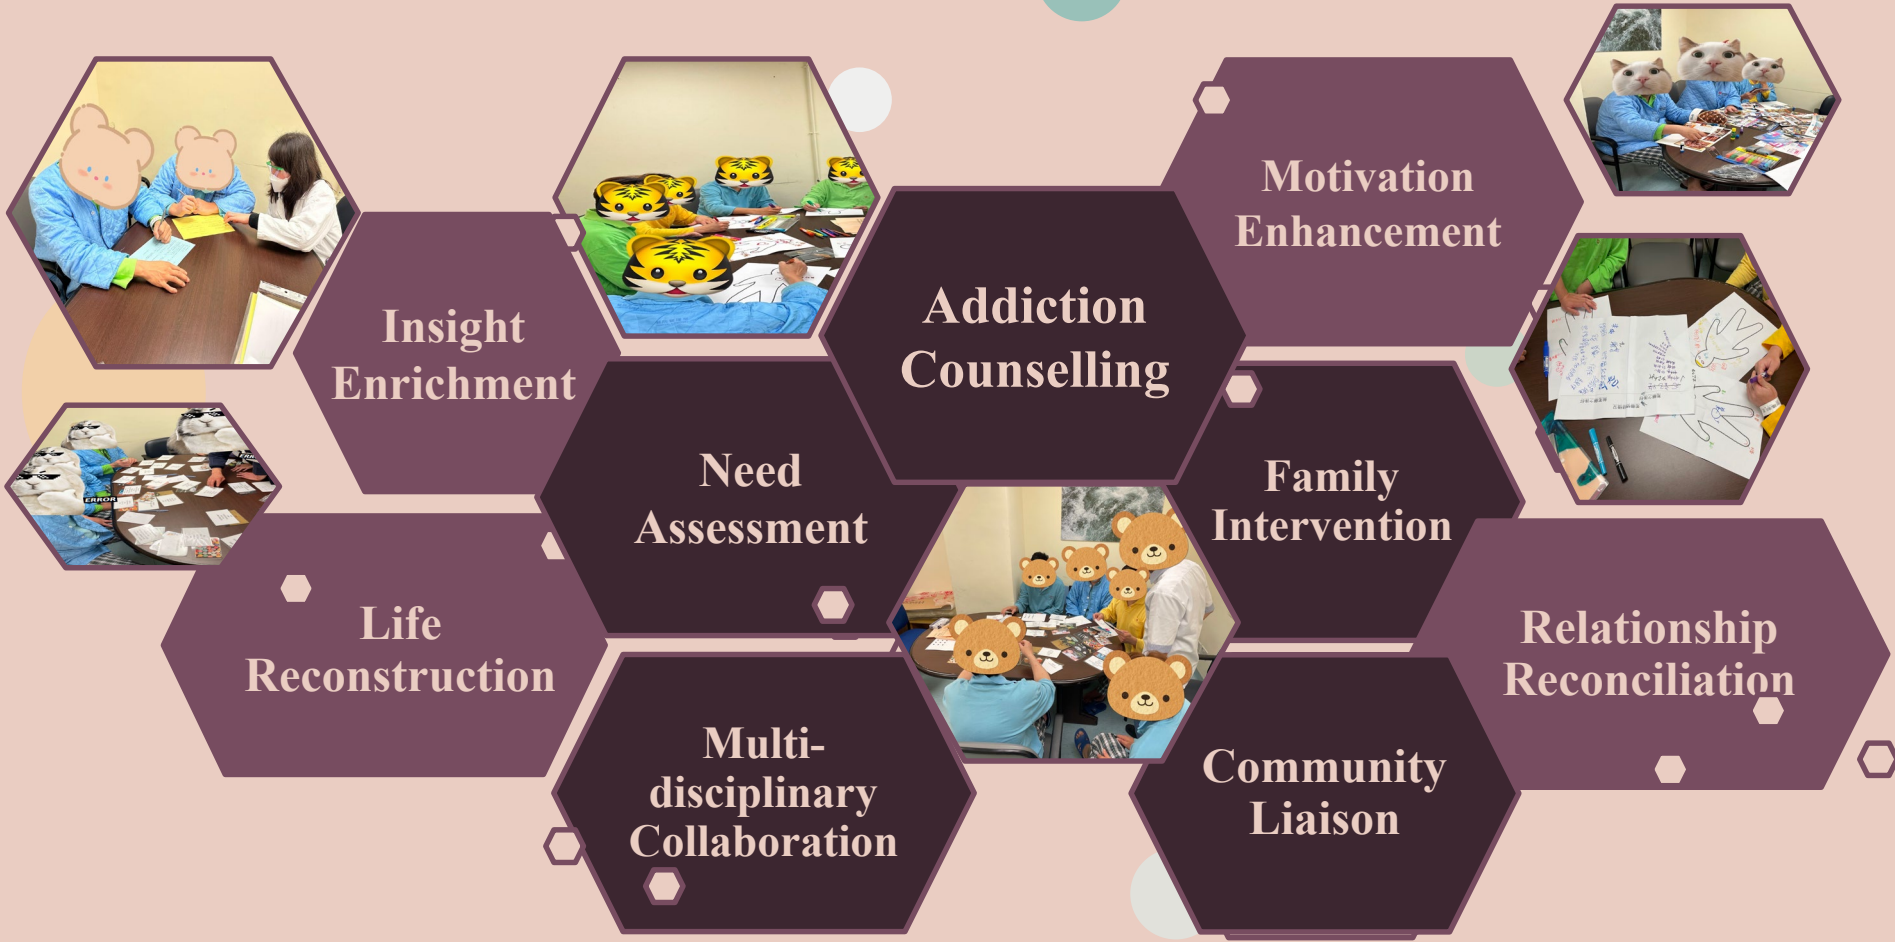 Motivation
Enhancement
Addiction
Counselling
Insight
Enrichment
Need
Assessment
Family
Intervention
ERROR
Life
Reconstruction
Relationship
Reconciliation
Multi-
disciplinary
Collaboration
Community
Liaison